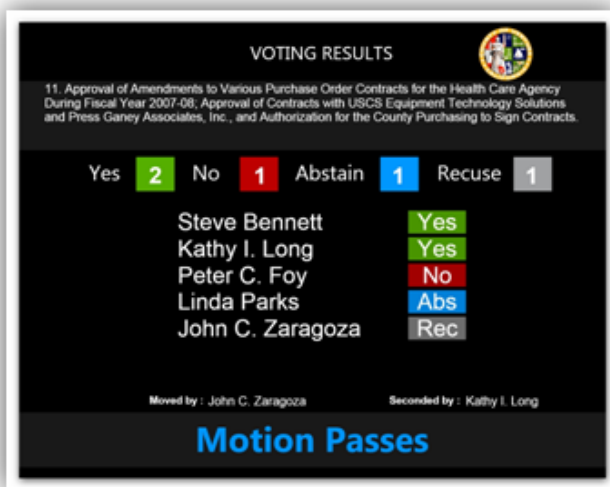 VOTING RESULTS
11. Approval of Amendments to Various Purchase Order Contracts for the Health Care Agency
During Fiscal Year 2007-08; Approval of Contracts with USCS Equipment Technology Solutions
and Press Ganey Associates, Inc., and Authorization for the County Purchasing to Sign Contracts.
Yes 2 No 1 Abstain 1 Recuse 1
Steve Bennett Yes
Kathy I. Long Yes
Peter C. Foy No
Linda Parks Abs
John C. Zaragoza Rec
Moved by : John C. Zaragoza Seconded by : Kathy I. Long
Motion Passes